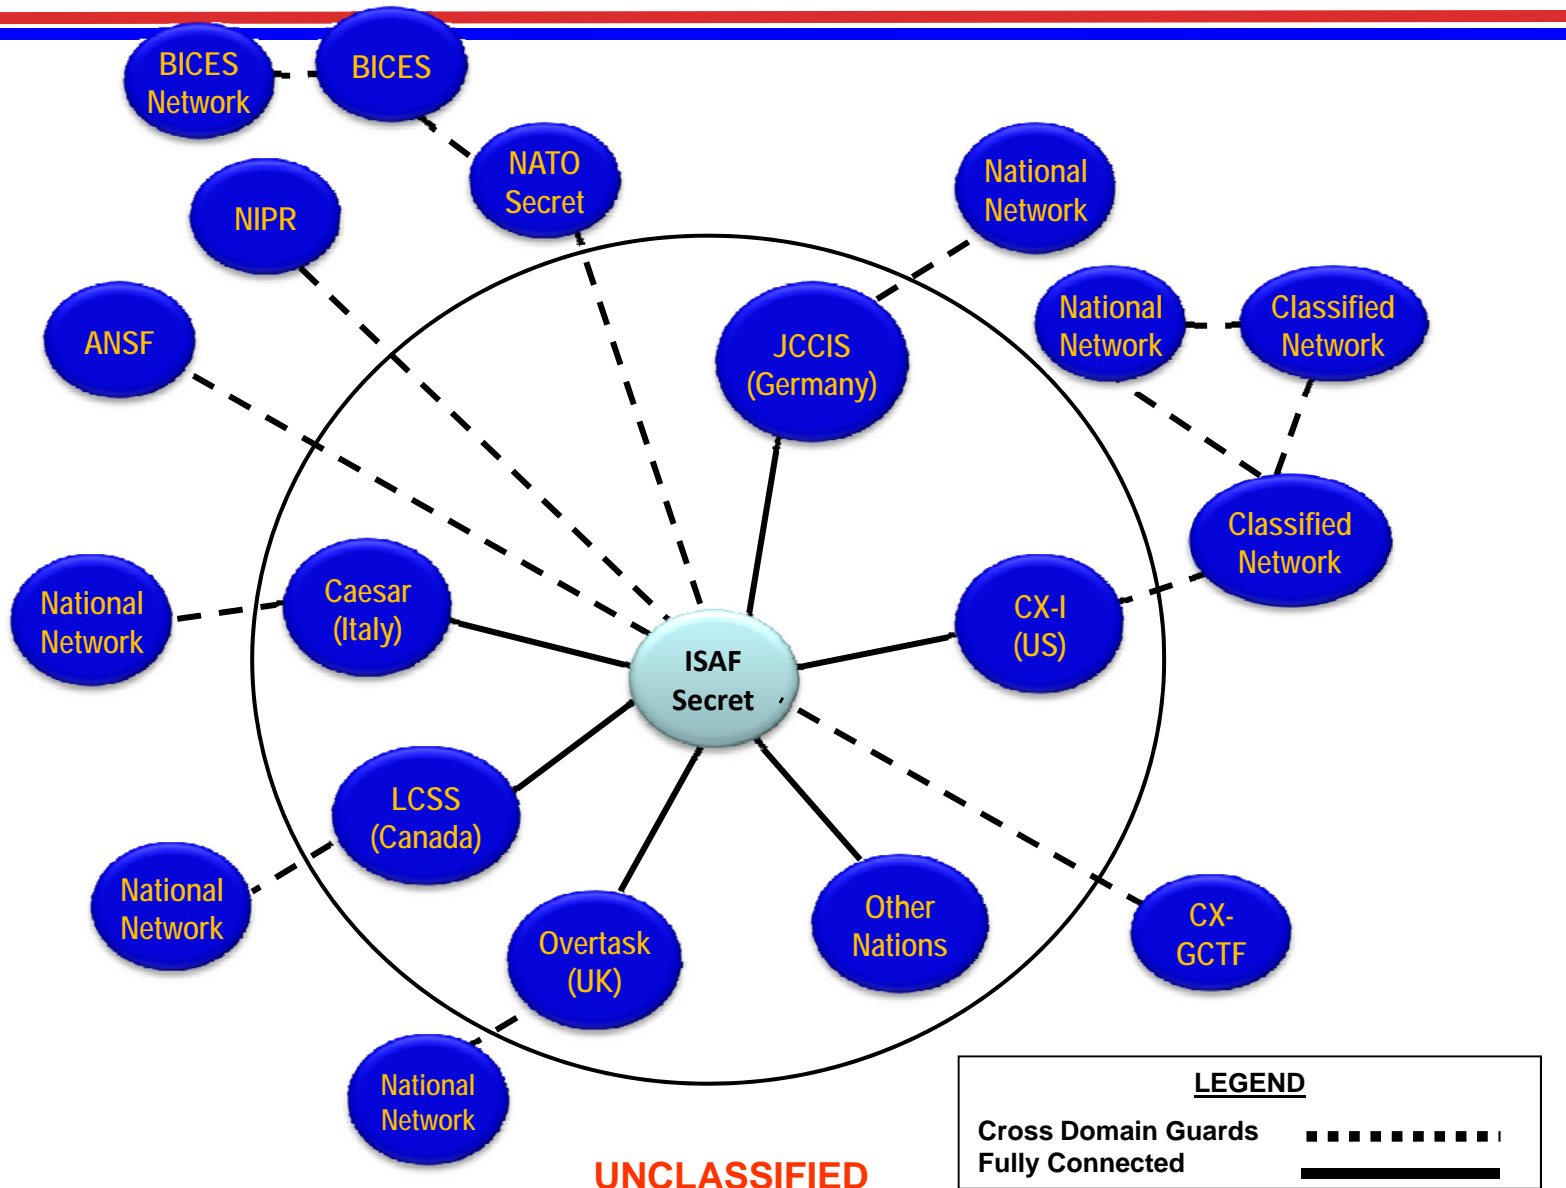 BICES
Network
BICES
NATO
Secret
National
Network
NIPR
ANSF
JCCIS
(Germany)
National
Network
Classified
Network
Classified
Network
National
Network
Caesar
(Italy)
CX-I
(US)
ISAF
Secret
LCSS
(Canada)
National
Network
Overtask
(UK)
Other
Nations
CX-
GCTF
National
Network
LEGEND
Cross Domain Guards
Fully Connected
UNCLASSIFIED